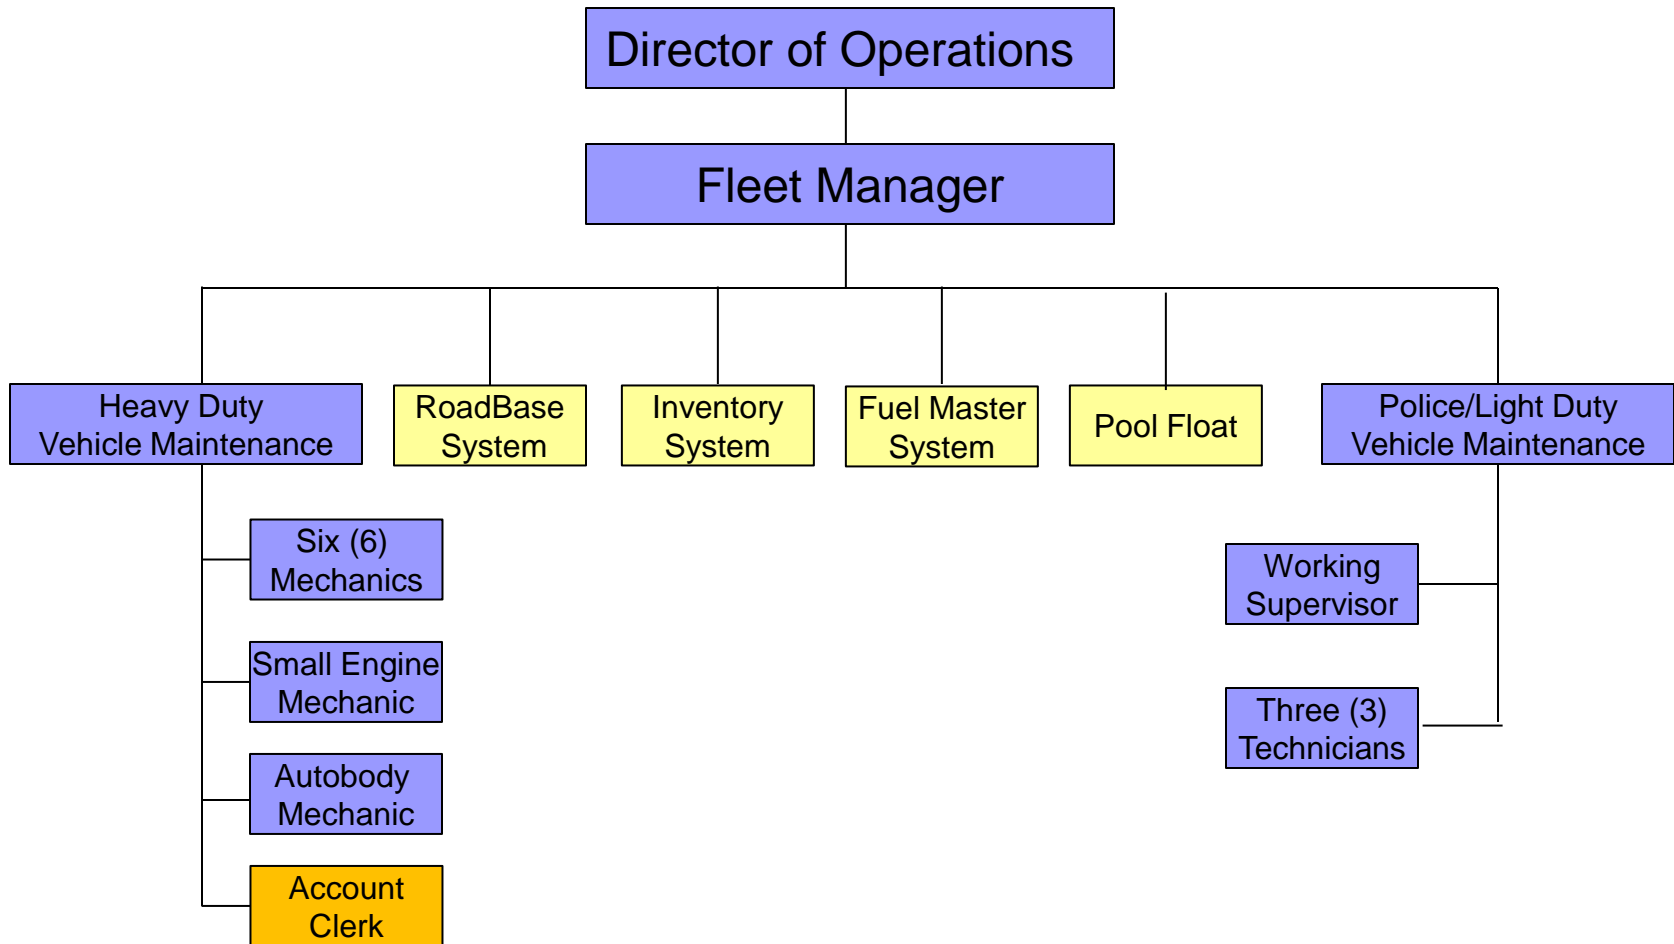 Director of Operations
Fleet Manager
Heavy Duty
Vehicle Maintenance
RoadBase
System
Inventory
System
Fuel Master
System
Pool Float
Police/Light Duty
Vehicle Maintenance
Six (6)
Mechanics
Small Engine
Mechanic
Autobody
Mechanic
Account
Clerk
Working
Supervisor
Three (3)
Technicians